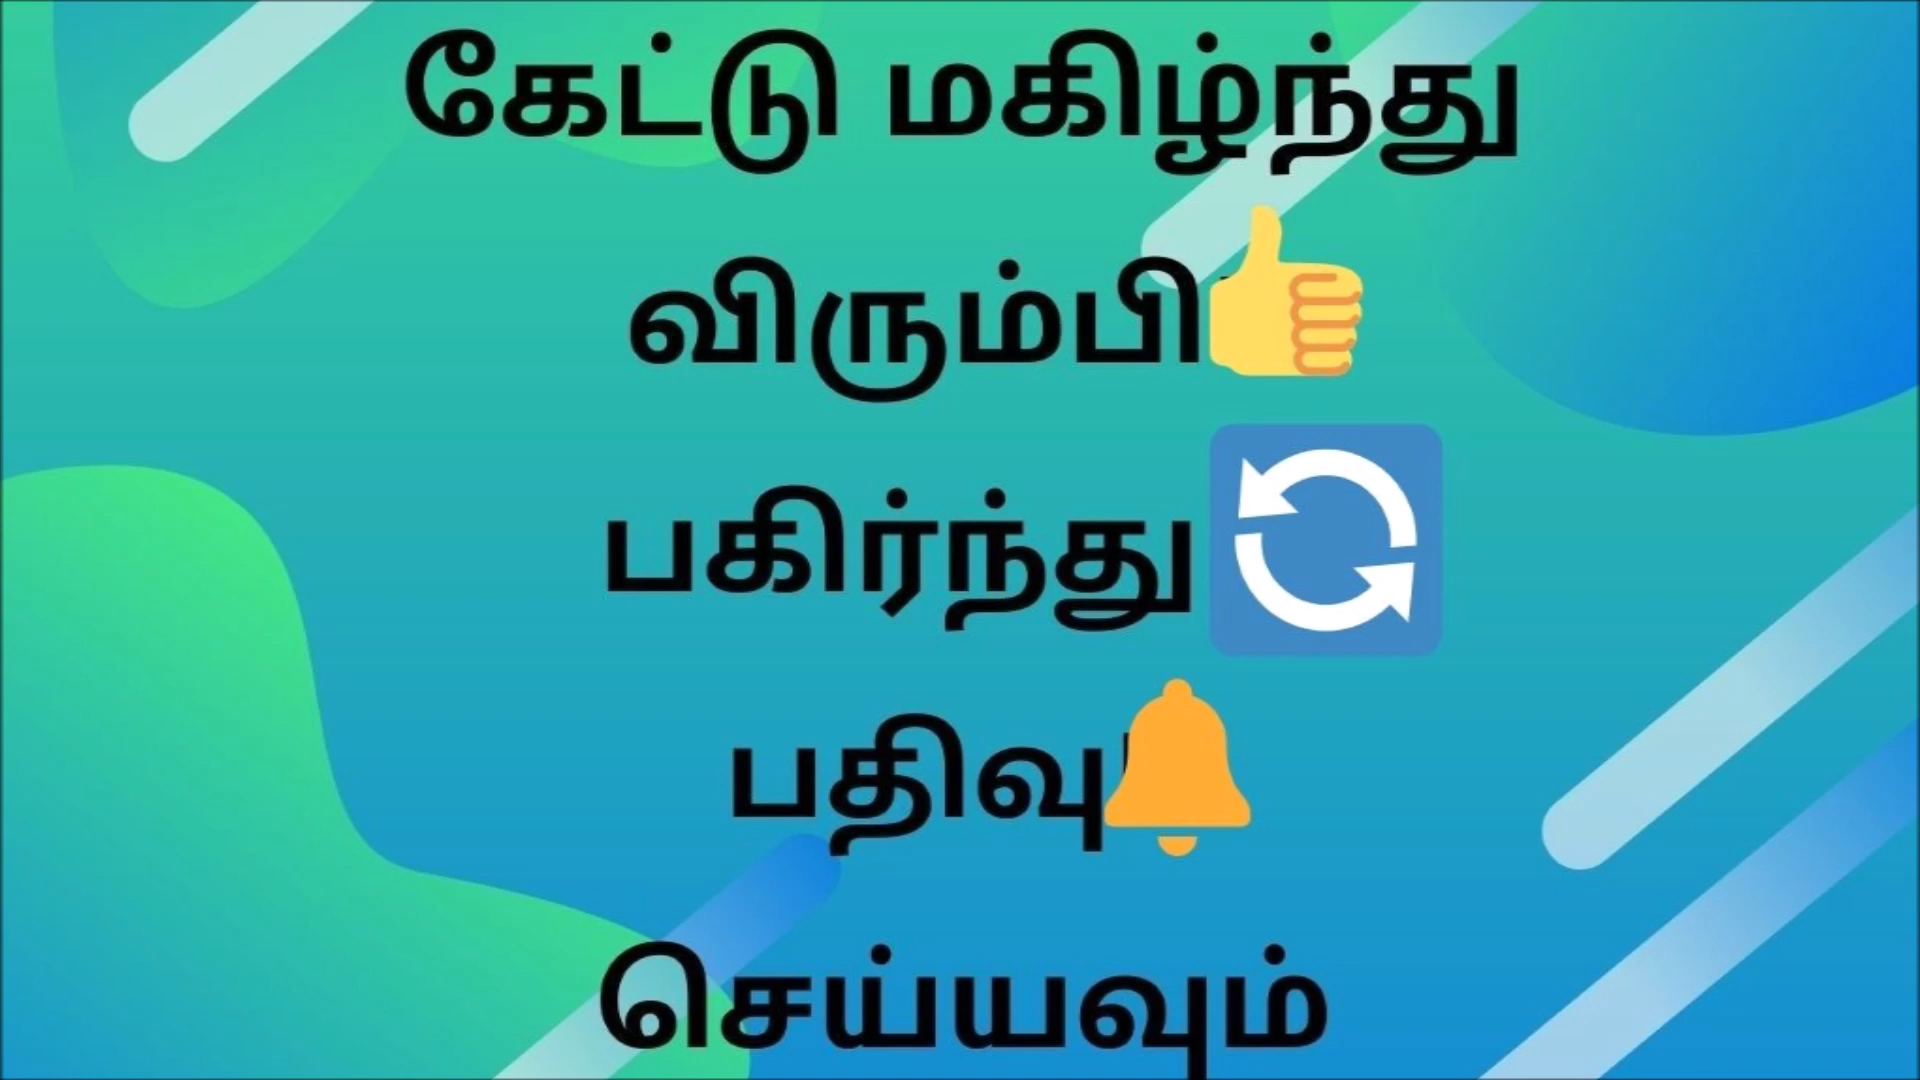 கேட்டு மகிழ்ந்து
விரும்பி👍
பகிர்ந்து 🔄
பதிவு🔔
செய்யவும்